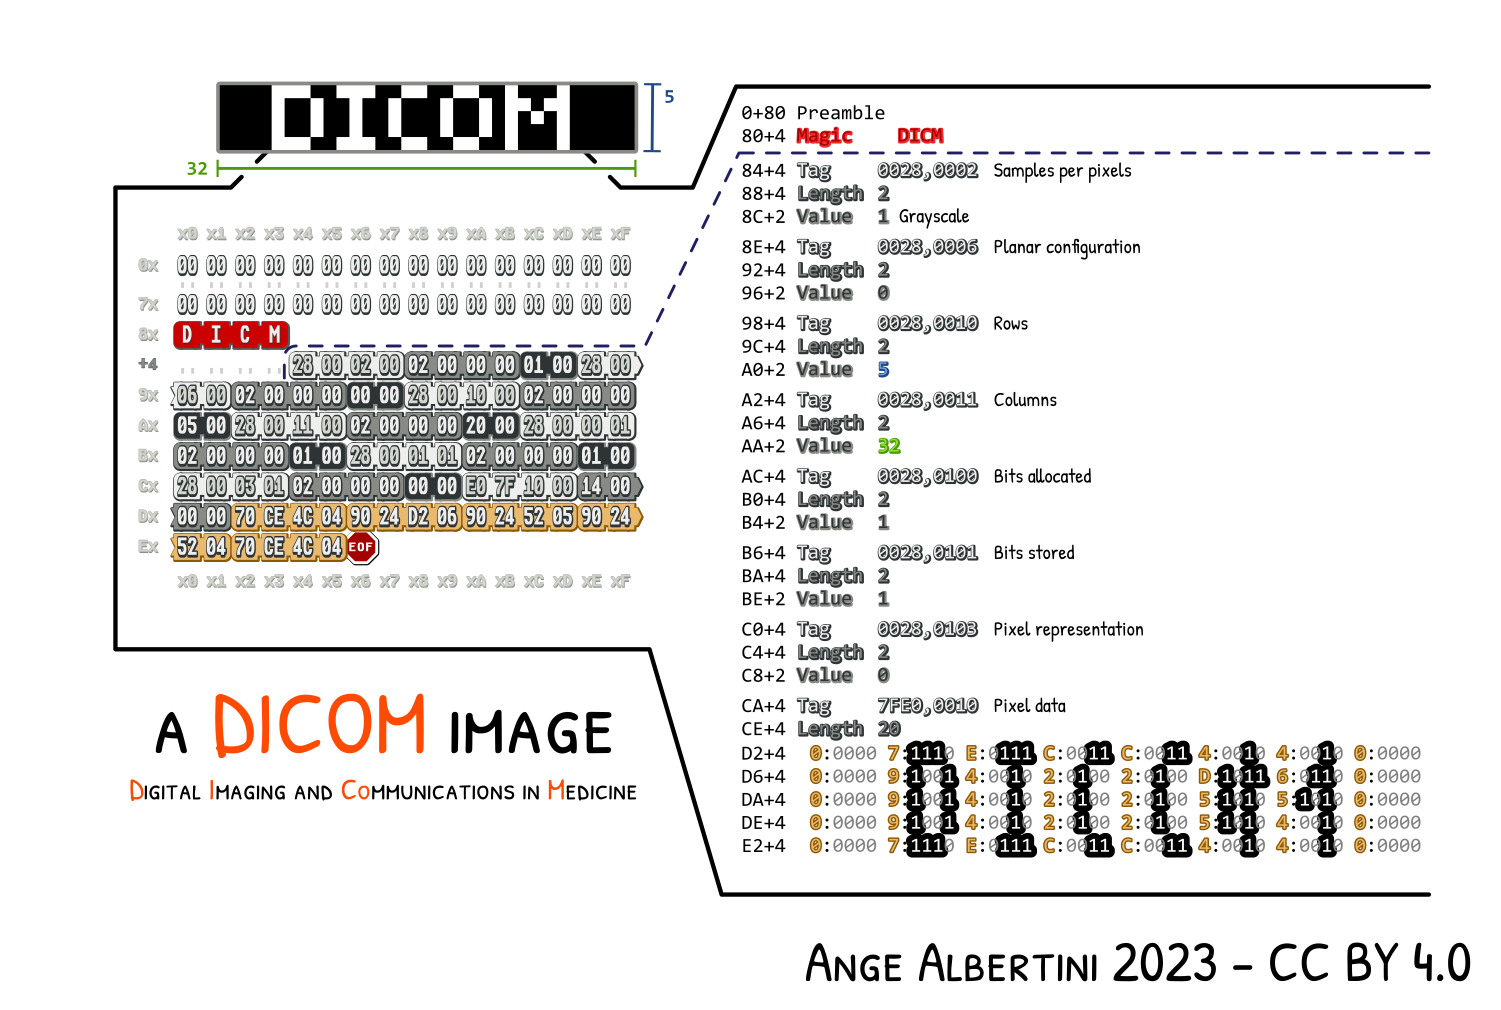 DICOM
5
32
x0 x1 x2 x3 x4 x5 x6 x7 x8 x9 xA xB xC xD xE xF
0x 00 00 00 00 00 00 00 00 00 00 00 00 00 00 00 00
7x 00 00 00 00 00 00 00 00 00 00 00 00 00 00 00 00
8x D I C M
+4 28 00 02 00 02 00 00 00 01 00 28 00
9x 06 00 02 00 00 00 00 00 28 00 10 00 02 00 00 00
Ax 05 00 28 00 11 00 02 00 00 00 20 00 28 00 00 01
Bx 02 00 00 00 01 00 28 00 01 01 02 00 00 00 01 00
Cx 28 00 03 01 02 00 00 00 00 00 E0 7F 10 00 14 00
Dx 00 00 70 CE 4C 04 90 24 D2 06 90 24 52 05 90 24
Ex 52 04 70 CE 4C 04 EOF
x0 x1 x2 x3 x4 x5 x6 x7 x8 x9 xA xB xC xD xE xF
A DICOM IMAGE
DIGITAL IMAGING AND COMMUNICATIONS IN MEDICINE
0+80 Preamble
80+4 Magic DICM
84+4 Tag 0028,0002 Samples per pixels
88+4 Length 2
8C+2 Value 1 Grayscale
8E+4 Tag 0028,0006 Planar configuration
92+4 Length 2
96+2 Value 0
98+4 Tag 0028,0010 Rows
9C+4 Length 2
A0+2 Value 5
A2+4 Tag 0028,0011 Columns
A6+4 Length 2
AA+2 Value 32
AC+4 Tag 0028,0100 Bits allocated
B0+4 Length 2
B4+2 Value 1
B6+4 Tag 0028,0101 Bits stored
BA+4 Length 2
BE+2 Value 1
C0+4 Tag 0028,0103 Pixel representation
C4+4 Length 2
C8+2 Value 0
CA+4 Tag 7FE0,0010 Pixel data
CE+4 Length 20
D2+4 0:0000 7:1110 E:0111 C:0011 C:0011 4:0010 4:0010 0:0000
D6+4 0:0000 9:1001 4:0010 2:0100 2:0100 D:1011 6:0110 0:0000
DA+4 0:0000 9:1001 4:0010 2:0100 2:0100 5:1010 5:1010 0:0000
DE+4 0:0000 9:1001 4:0010 2:0100 2:0100 5:1010 4:0010 0:0000
E2+4 0:0000 7:1110 E:0111 C:0011 C:0011 4:0010 4:0010 0:0000
ANGE ALBERTINI 2023 – CC BY 4.0